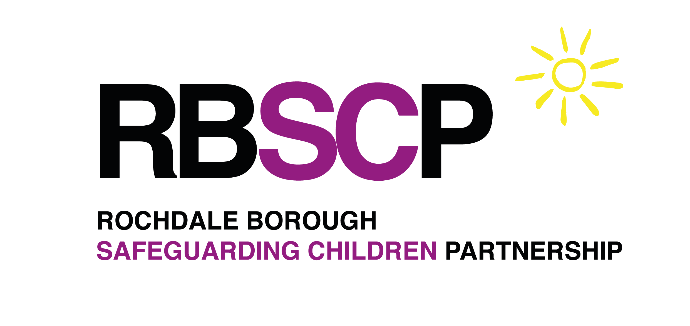 RBSCP
ROCHDALE BOROUGH
SAFEGUARDING CHILDREN PARTNERSHIP